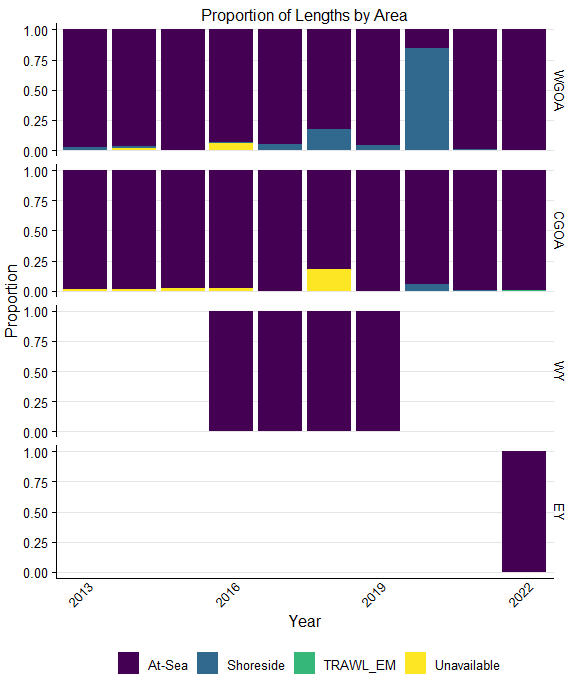 Proportion of Lengths by Area
1.00
0.75
0.50
0.25
0.00
WGOA
1.00
0.75
0.50
0.25
0.00
CGOA
Proportion
1.00
0.75
0.50
0.25
0.00
WY
1.00
0.75
0.50
0.25
0.00
EY
2013
2016
2019
2022
Year
At-Sea
Shoreside
TRAWL_EM
Unavailable